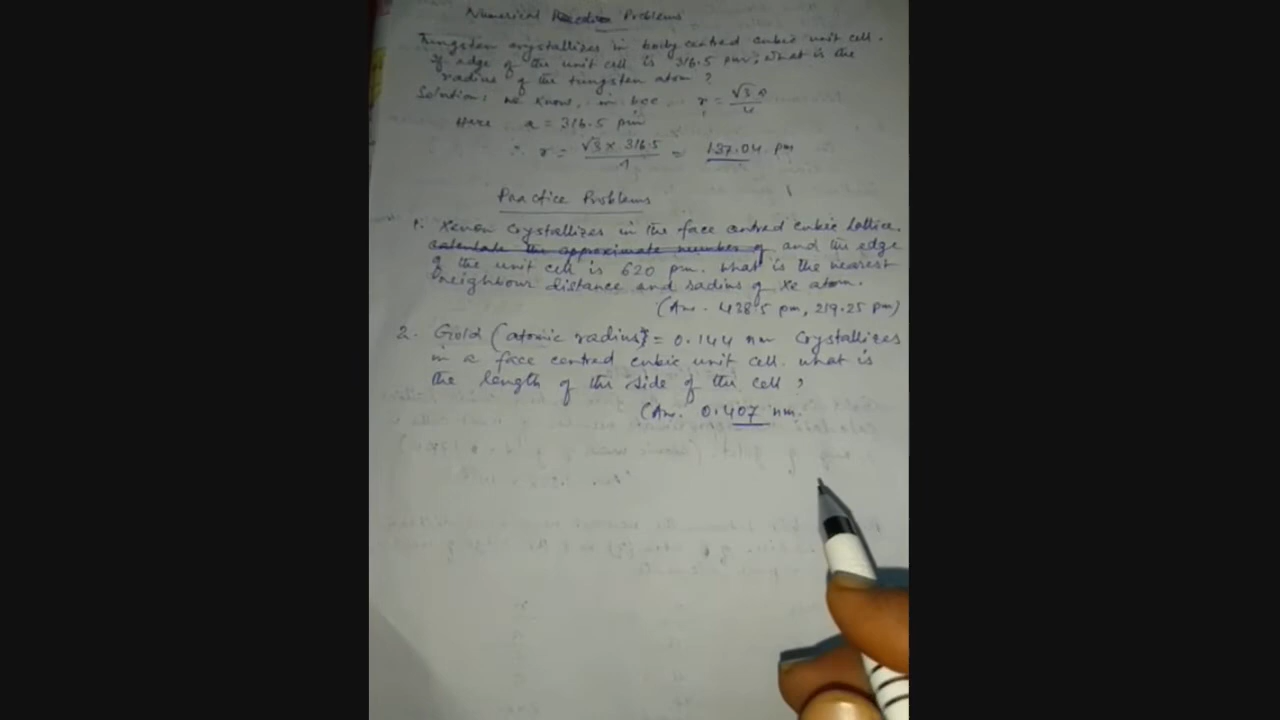 Numerical Problems
Tungsten crystallizes in body centred cubic unit cell.
If edge of the unit cell is 316.5 pm, what is the
radius of the tungsten atom ?
Solution, we know, in bcc r = √3 a / 4
Here a = 316.5 pm
∴ r = √3 × 316.5 / 4 = 137.04 pm
Practice Problems
1. Xenon crystallizes in the face centred cubic lattice.
calculate the approximate number of and the edge
of the unit cell is 620 pm. What is the nearest
neighbour distance and radius of Xe atom.
(Ans. 438.5 pm, 219.25 pm)
2. Gold (atomic radius) = 0.144 nm crystallizes
in a face centred cubic unit cell. what is
the length of the side of the cell ?
(Ans. 0.407 nm.